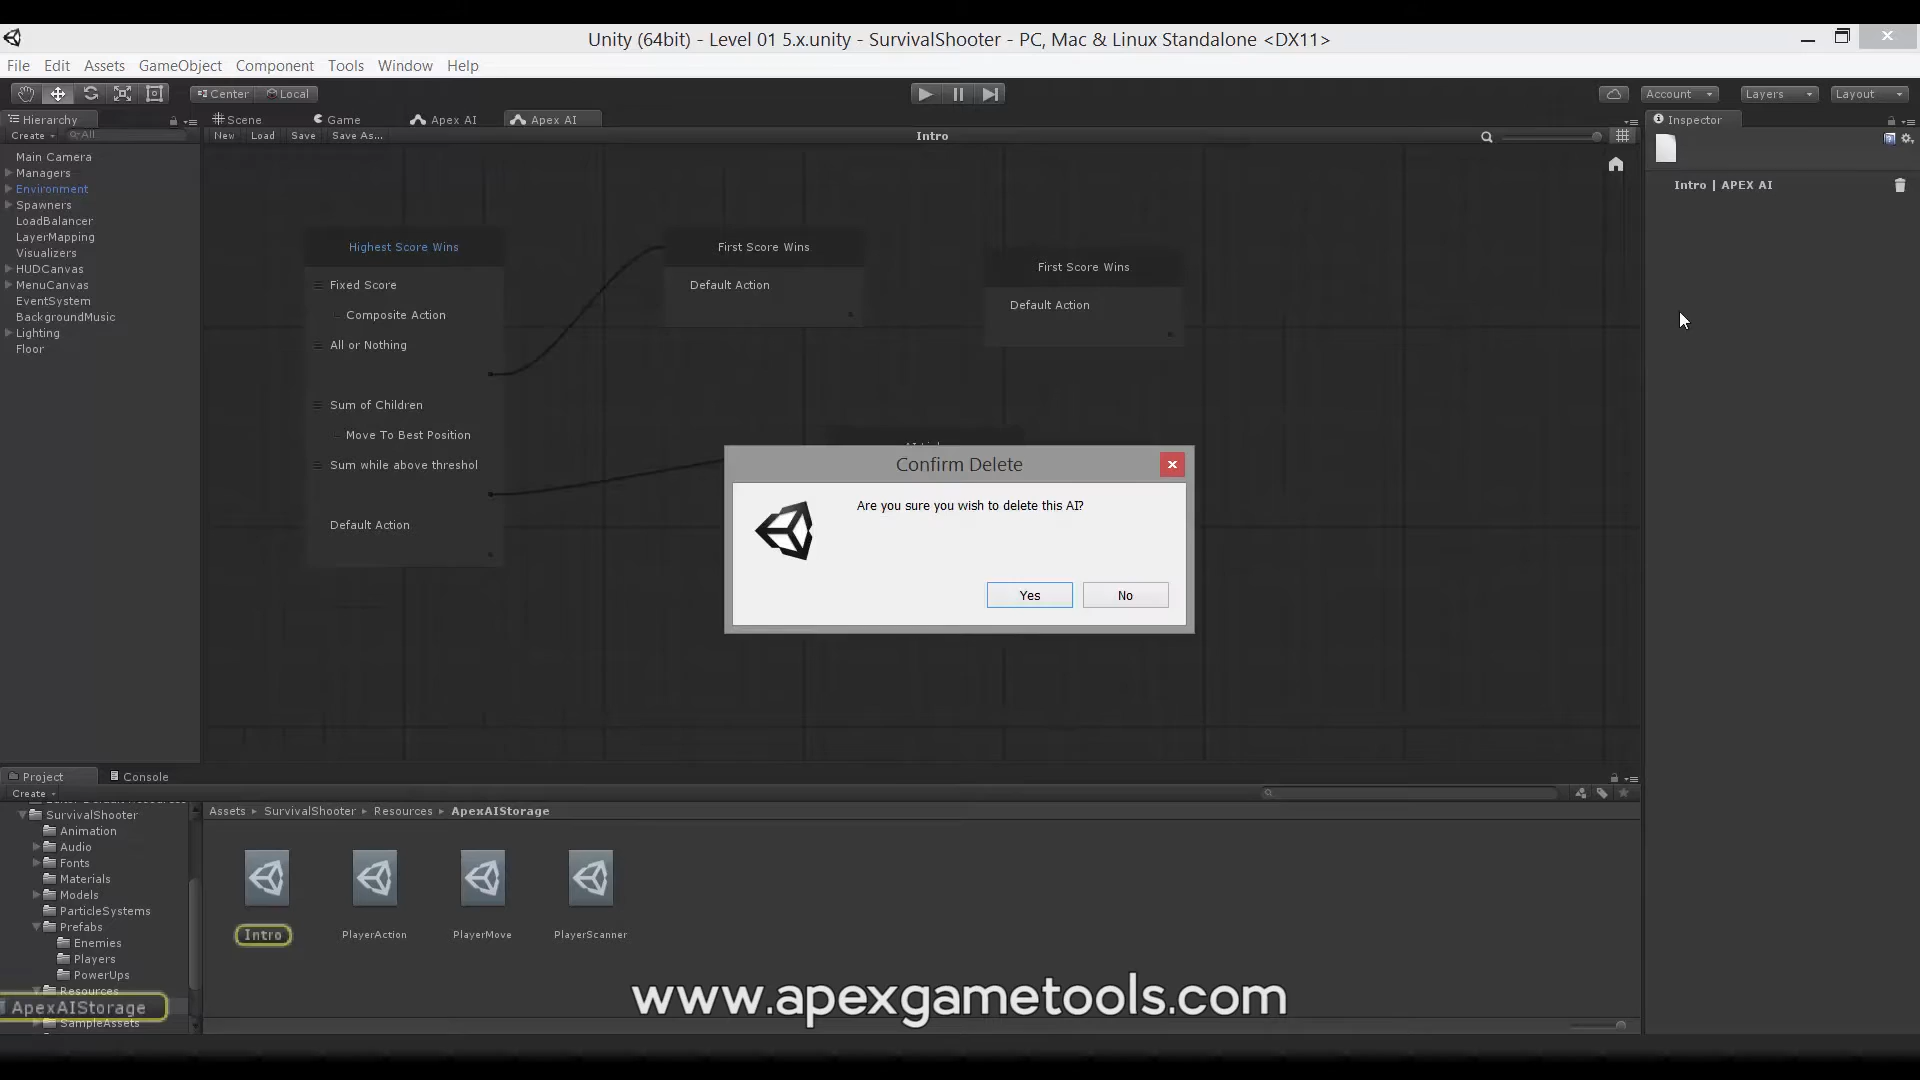 Unity (64bit) - Level 01 5.x.unity - SurvivalShooter - PC, Mac & Linux Standalone <DX11>
File Edit Assets GameObject Component Tools Window Help
Center Local
Account Layers Layout
Hierarchy
Scene Game Apex AI Apex AI
Inspector
Create All
New Load Save Save As...
Intro
Main Camera
Managers
Environment
Spawners
LoadBalancer
LayerMapping
Visualizers
HUDCanvas
MenuCanvas
EventSystem
BackgroundMusic
Lighting
Floor
Intro | APEX AI
Highest Score Wins
Fixed Score
Composite Action
All or Nothing
Sum of Children
Move To Best Position
Sum while above threshol
Default Action
First Score Wins
Default Action
First Score Wins
Default Action
Confirm Delete
Are you sure you wish to delete this AI?
Yes No
Project Console
Create
SurvivalShooter
Animation
Audio
Fonts
Materials
Models
ParticleSystems
Prefabs
Enemies
Players
PowerUps
Resources
ApexAIStorage
SampleAssets
Assets SurvivalShooter Resources ApexAIStorage
Intro PlayerAction PlayerMove PlayerScanner
www.apexgametools.com